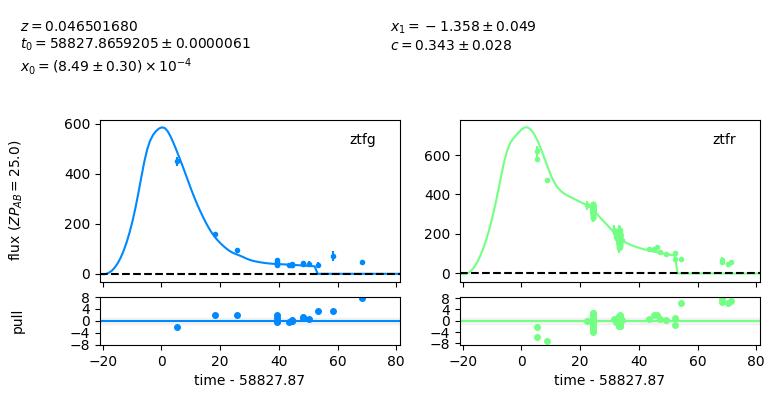 z = 0.046501680
t₀ = 58827.8659205 ± 0.0000061
x₀ = (8.49 ± 0.30) × 10⁻⁴
x₁ = −1.358 ± 0.049
c = 0.343 ± 0.028
ztfg
ztfr
flux (ZP_AB = 25.0)
600
400
200
0
600
400
200
0
pull
8
4
0
−4
−8
8
4
0
−4
−8
−20 0 20 40 60 80
−20 0 20 40 60 80
time - 58827.87
time - 58827.87